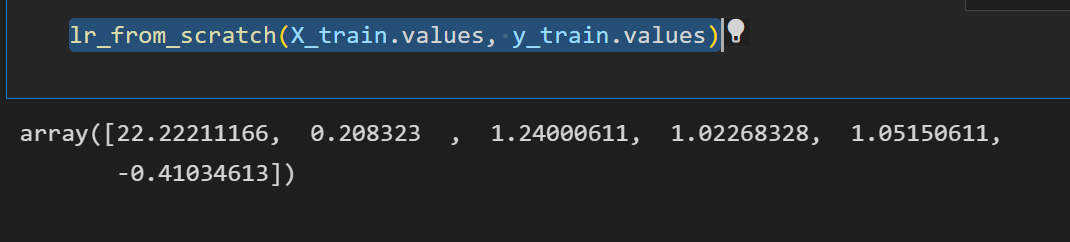 lr_from_scratch(X_train.values, y_train.values)
array([22.22211166,  0.208323  ,  1.24000611,  1.02268328,  1.05150611,
       -0.41034613])